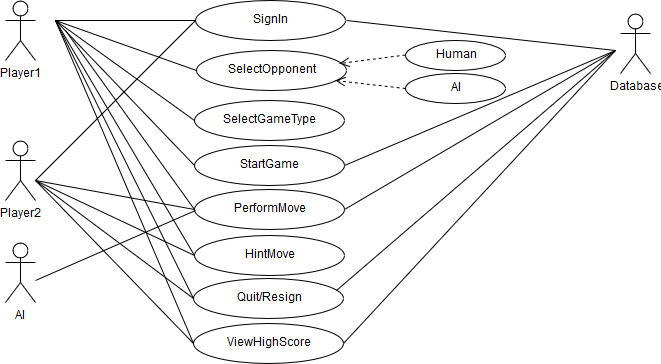 SignIn
Player1
SelectOpponent
Human
AI
Database
SelectGameType
StartGame
Player2
PerformMove
HintMove
AI
Quit/Resign
ViewHighScore